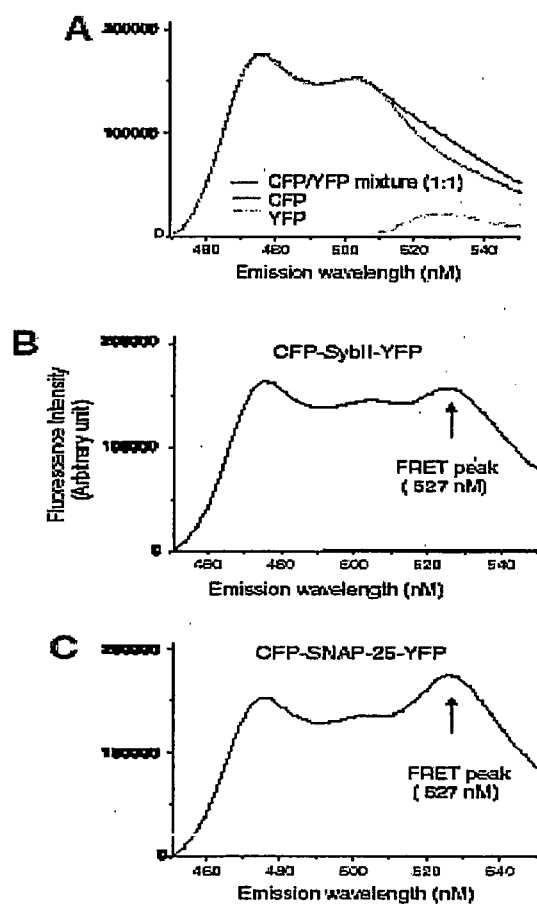 A
100000
0
CFP/YFP mixture (1:1)
CFP
YFP
480 500 520 540
Emission wavelength (nM)
B
CFP-SybII-YFP
Fluorescence Intensity
(Arbitrary unit)
FRET peak
( 527 nM)
0
460 480 500 520 540
Emission wavelength (nM)
C
CFP-SNAP-25-YFP
FRET peak
( 527 nM)
0
460 480 500 520 540
Emission wavelength (nM)